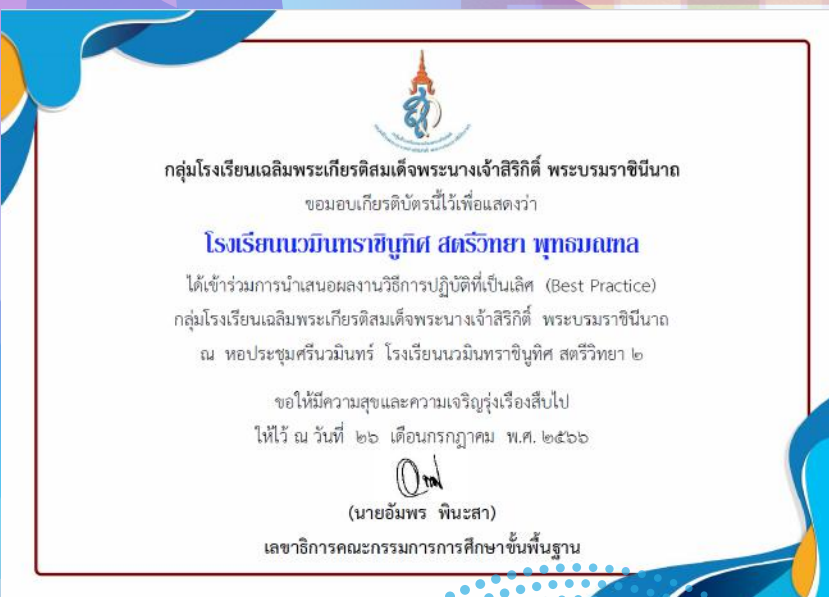 กลุ่มโรงเรียนเฉลิมพระเกียรติสมเด็จพระนางเจ้าสิริกิติ์ พระบรมราชินีนาถ
ขอมอบเกียรติบัตรนี้ไว้เพื่อแสดงว่า
โรงเรียนนวมินทราชินูทิศ สตรีวิทยา พุทธมณฑล
ได้เข้าร่วมการนำเสนอผลงานวิธีการปฏิบัติที่เป็นเลิศ (Best Practice)
กลุ่มโรงเรียนเฉลิมพระเกียรติสมเด็จพระนางเจ้าสิริกิติ์ พระบรมราชินีนาถ
ณ หอประชุมศรีนวมินทร์ โรงเรียนนวมินทราชินูทิศ สตรีวิทยา ๒
ขอให้มีความสุขและความเจริญรุ่งเรืองสืบไป
ให้ไว้ ณ วันที่ ๒๖ เดือนกรกฎาคม พ.ศ. ๒๕๖๖
(นายอัมพร พินะสา)
เลขาธิการคณะกรรมการการศึกษาขั้นพื้นฐาน